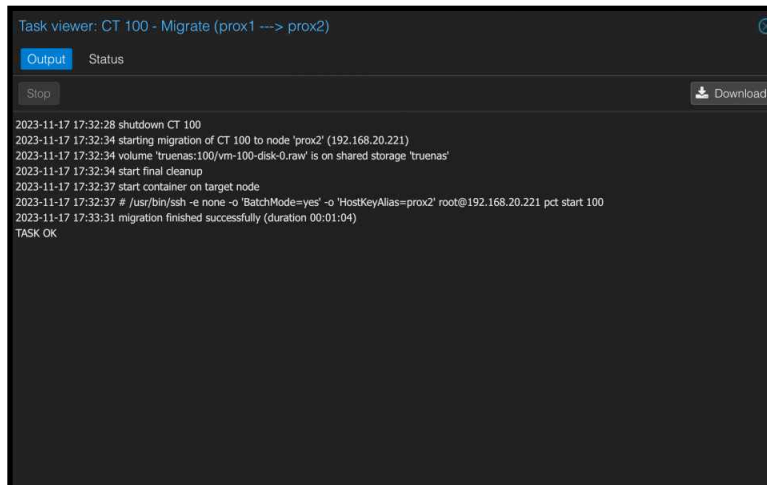 Task viewer: CT 100 - Migrate (prox1 ---> prox2)
Output Status
Stop Download
2023-11-17 17:32:28 shutdown CT 100
2023-11-17 17:32:34 starting migration of CT 100 to node 'prox2' (192.168.20.221)
2023-11-17 17:32:34 volume 'truenas:100/vm-100-disk-0.raw' is on shared storage 'truenas'
2023-11-17 17:32:34 start final cleanup
2023-11-17 17:32:37 start container on target node
2023-11-17 17:32:37 # /usr/bin/ssh -e none -o 'BatchMode=yes' -o 'HostKeyAlias=prox2' root@192.168.20.221 pct start 100
2023-11-17 17:33:31 migration finished successfully (duration 00:01:04)
TASK OK